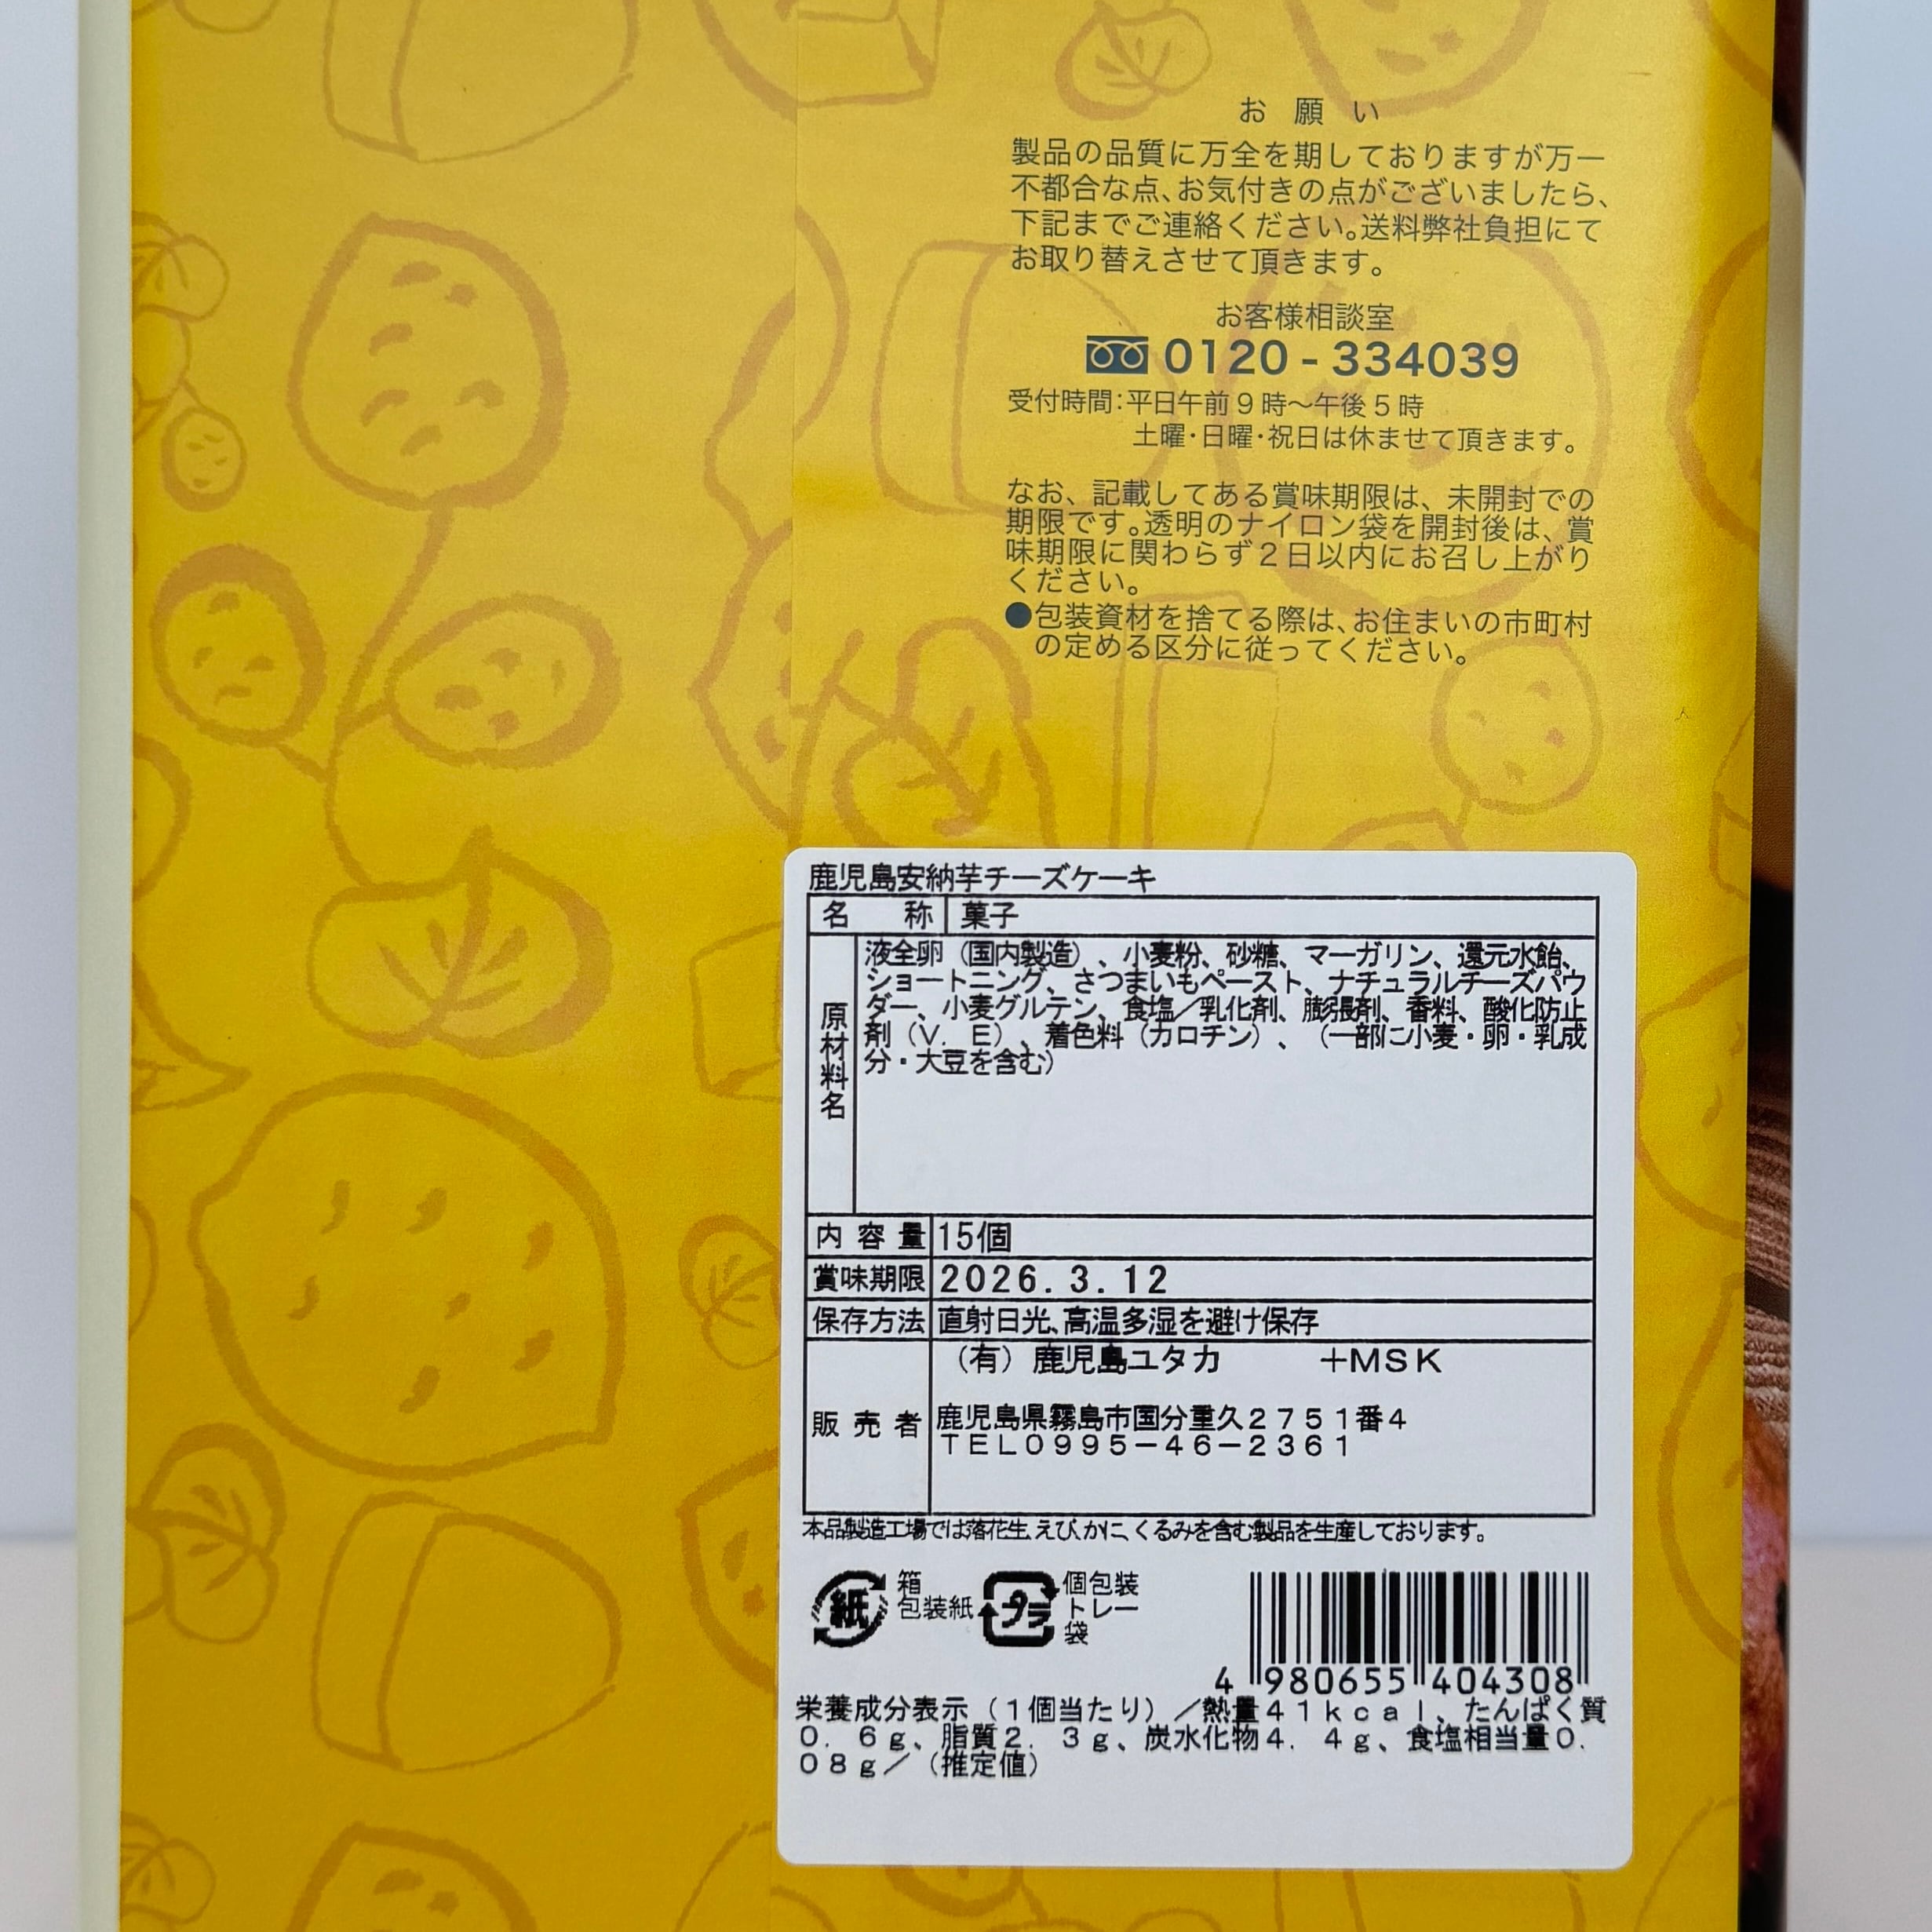 お願い
製品の品質に万全を期しておりますが万一
不都合な点、お気付きの点がございましたら、
下記までご連絡ください。送料弊社負担にて
お取り替えさせて頂きます。
お客様相談室
0120-334039
受付時間:平日午前9時〜午後5時
土曜・日曜・祝日は休ませて頂きます。
なお、記載してある賞味期限は、未開封での
期限です。透明のナイロン袋を開封後は、賞
味期限に関わらず2日以内にお召し上がり
ください。
●包装資材を捨てる際は、お住まいの市町村
の定める区分に従ってください。
鹿児島安納芋チーズケーキ
名称 菓子
原材料名
液全卵(国内製造)、小麦粉、砂糖、マーガリン、還元水飴、
ショートニング、さつまいもペースト、ナチュラルチーズパウ
ダー、小麦グルテン、食塩/乳化剤、膨張剤、香料、酸化防止
剤(V.E)、着色料(カロチン)、(一部に小麦・卵・乳成
分・大豆を含む)
内容量 15個
賞味期限 2026.3.12
保存方法 直射日光、高温多湿を避け保存
販売者
(有)鹿児島ユタカ +MSK
鹿児島県霧島市国分重久2751番4
TEL0995-46-2361
本品製造工場では落花生、えび、かに、くるみを含む製品を生産しております。
紙 箱
包装紙
プラ 個包装
トレー
袋
4 980655 404308
栄養成分表示(1個当たり)/熱量41kcal、たんぱく質
0.6g、脂質2.3g、炭水化物4.4g、食塩相当量0.
08g/(推定値)